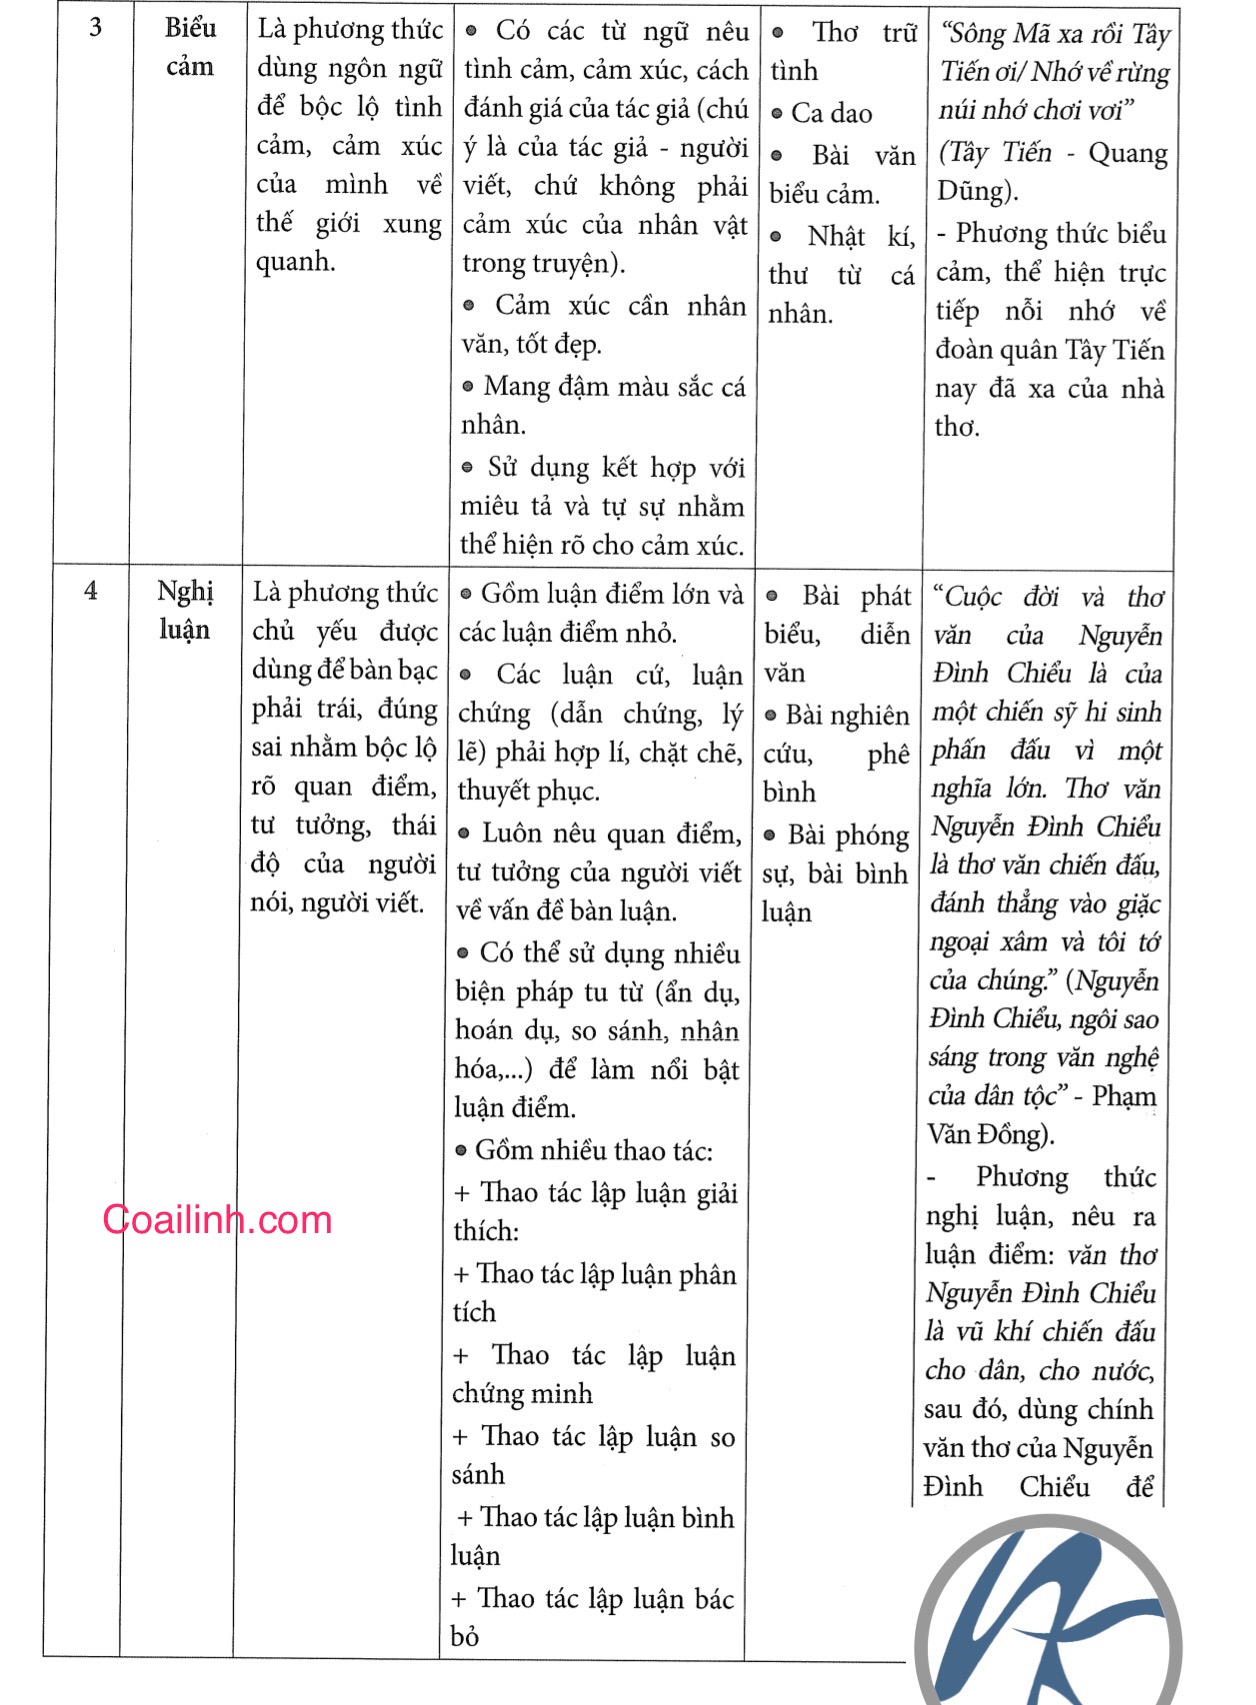 3
Biểu
cảm
Là phương thức
dùng ngôn ngữ
để bộc lộ tình
cảm, cảm xúc
của mình về
thế giới xung
quanh.
● Có các từ ngữ nêu
tình cảm, cảm xúc, cách
đánh giá của tác giả (chú
ý là của tác giả - người
viết, chứ không phải
cảm xúc của nhân vật
trong truyện).
● Cảm xúc cần nhân
văn, tốt đẹp.
● Mang đậm màu sắc cá
nhân.
● Sử dụng kết hợp với
miêu tả và tự sự nhằm
thể hiện rõ cho cảm xúc.
● Thơ trữ
tình
● Ca dao
● Bài văn
biểu cảm.
● Nhật kí,
thư từ cá
nhân.
“Sông Mã xa rồi Tây
Tiến ơi/ Nhớ về rừng
núi nhớ chơi vơi”
(Tây Tiến - Quang
Dũng).
- Phương thức biểu
cảm, thể hiện trực
tiếp nỗi nhớ về
đoàn quân Tây Tiến
nay đã xa của nhà
thơ.
4
Nghị
luận
Là phương thức
chủ yếu được
dùng để bàn bạc
phải trái, đúng
sai nhằm bộc lộ
rõ quan điểm,
tư tưởng, thái
độ của người
nói, người viết.
● Gồm luận điểm lớn và
các luận điểm nhỏ.
● Các luận cứ, luận
chứng (dẫn chứng, lý
lẽ) phải hợp lí, chặt chẽ,
thuyết phục.
● Luôn nêu quan điểm,
tư tưởng của người viết
về vấn đề bàn luận.
● Có thể sử dụng nhiều
biện pháp tu từ (ẩn dụ,
hoán dụ, so sánh, nhân
hóa,...) để làm nổi bật
luận điểm.
● Gồm nhiều thao tác:
+ Thao tác lập luận giải
thích:
+ Thao tác lập luận phân
tích
+ Thao tác lập luận
chứng minh
+ Thao tác lập luận so
sánh
+ Thao tác lập luận bình
luận
+ Thao tác lập luận bác
bỏ
● Bài phát
biểu, diễn
văn
● Bài nghiên
cứu, phê
bình
● Bài phóng
sự, bài bình
luận
“Cuộc đời và thơ
văn của Nguyễn
Đình Chiểu là của
một chiến sỹ hi sinh
phấn đấu vì một
nghĩa lớn. Thơ văn
Nguyễn Đình Chiểu
là thơ văn chiến đấu,
đánh thẳng vào giặc
ngoại xâm và tôi tớ
của chúng.” (Nguyễn
Đình Chiểu, ngôi sao
sáng trong văn nghệ
của dân tộc” - Phạm
Văn Đồng).
- Phương thức
nghị luận, nêu ra
luận điểm: văn thơ
Nguyễn Đình Chiểu
là vũ khí chiến đấu
cho dân, cho nước,
sau đó, dùng chính
văn thơ của Nguyễn
Đình Chiểu để
Coailinh.com